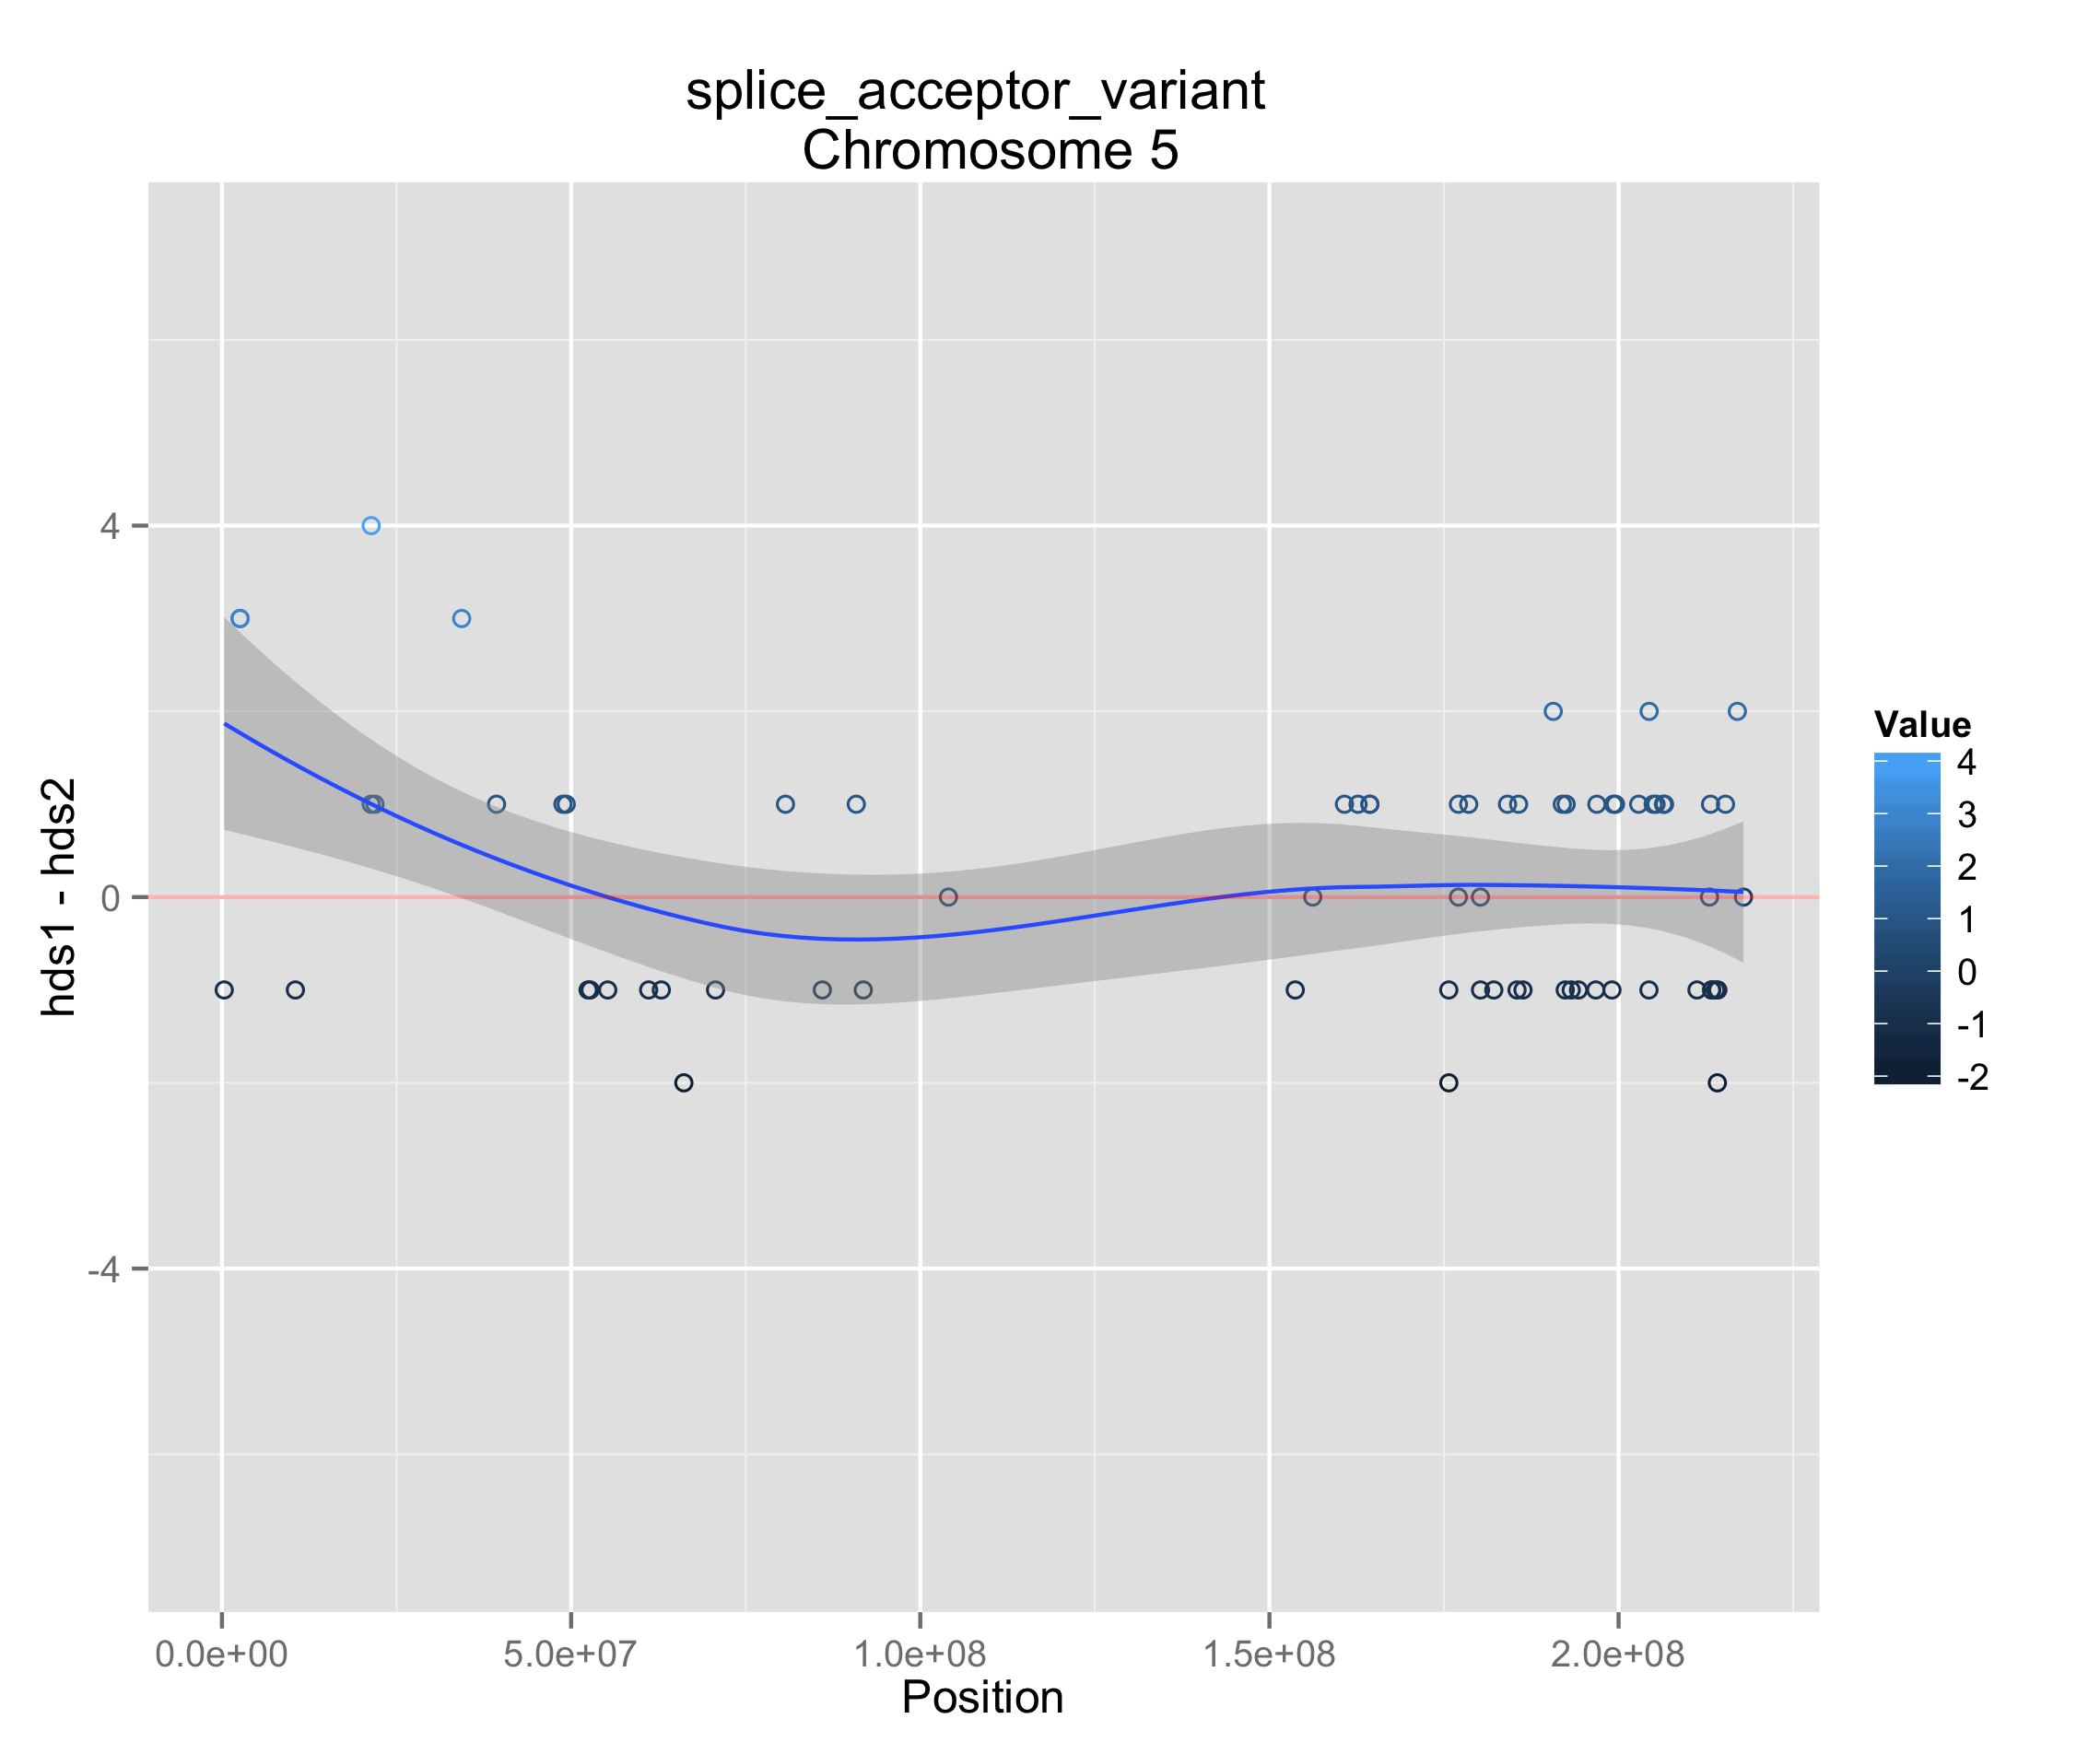 splice_acceptor_variant
Chromosome 5
hds1 - hds2
4
0
-4
0.0e+00
5.0e+07
1.0e+08
1.5e+08
2.0e+08
Position
Value
4
3
2
1
0
-1
-2